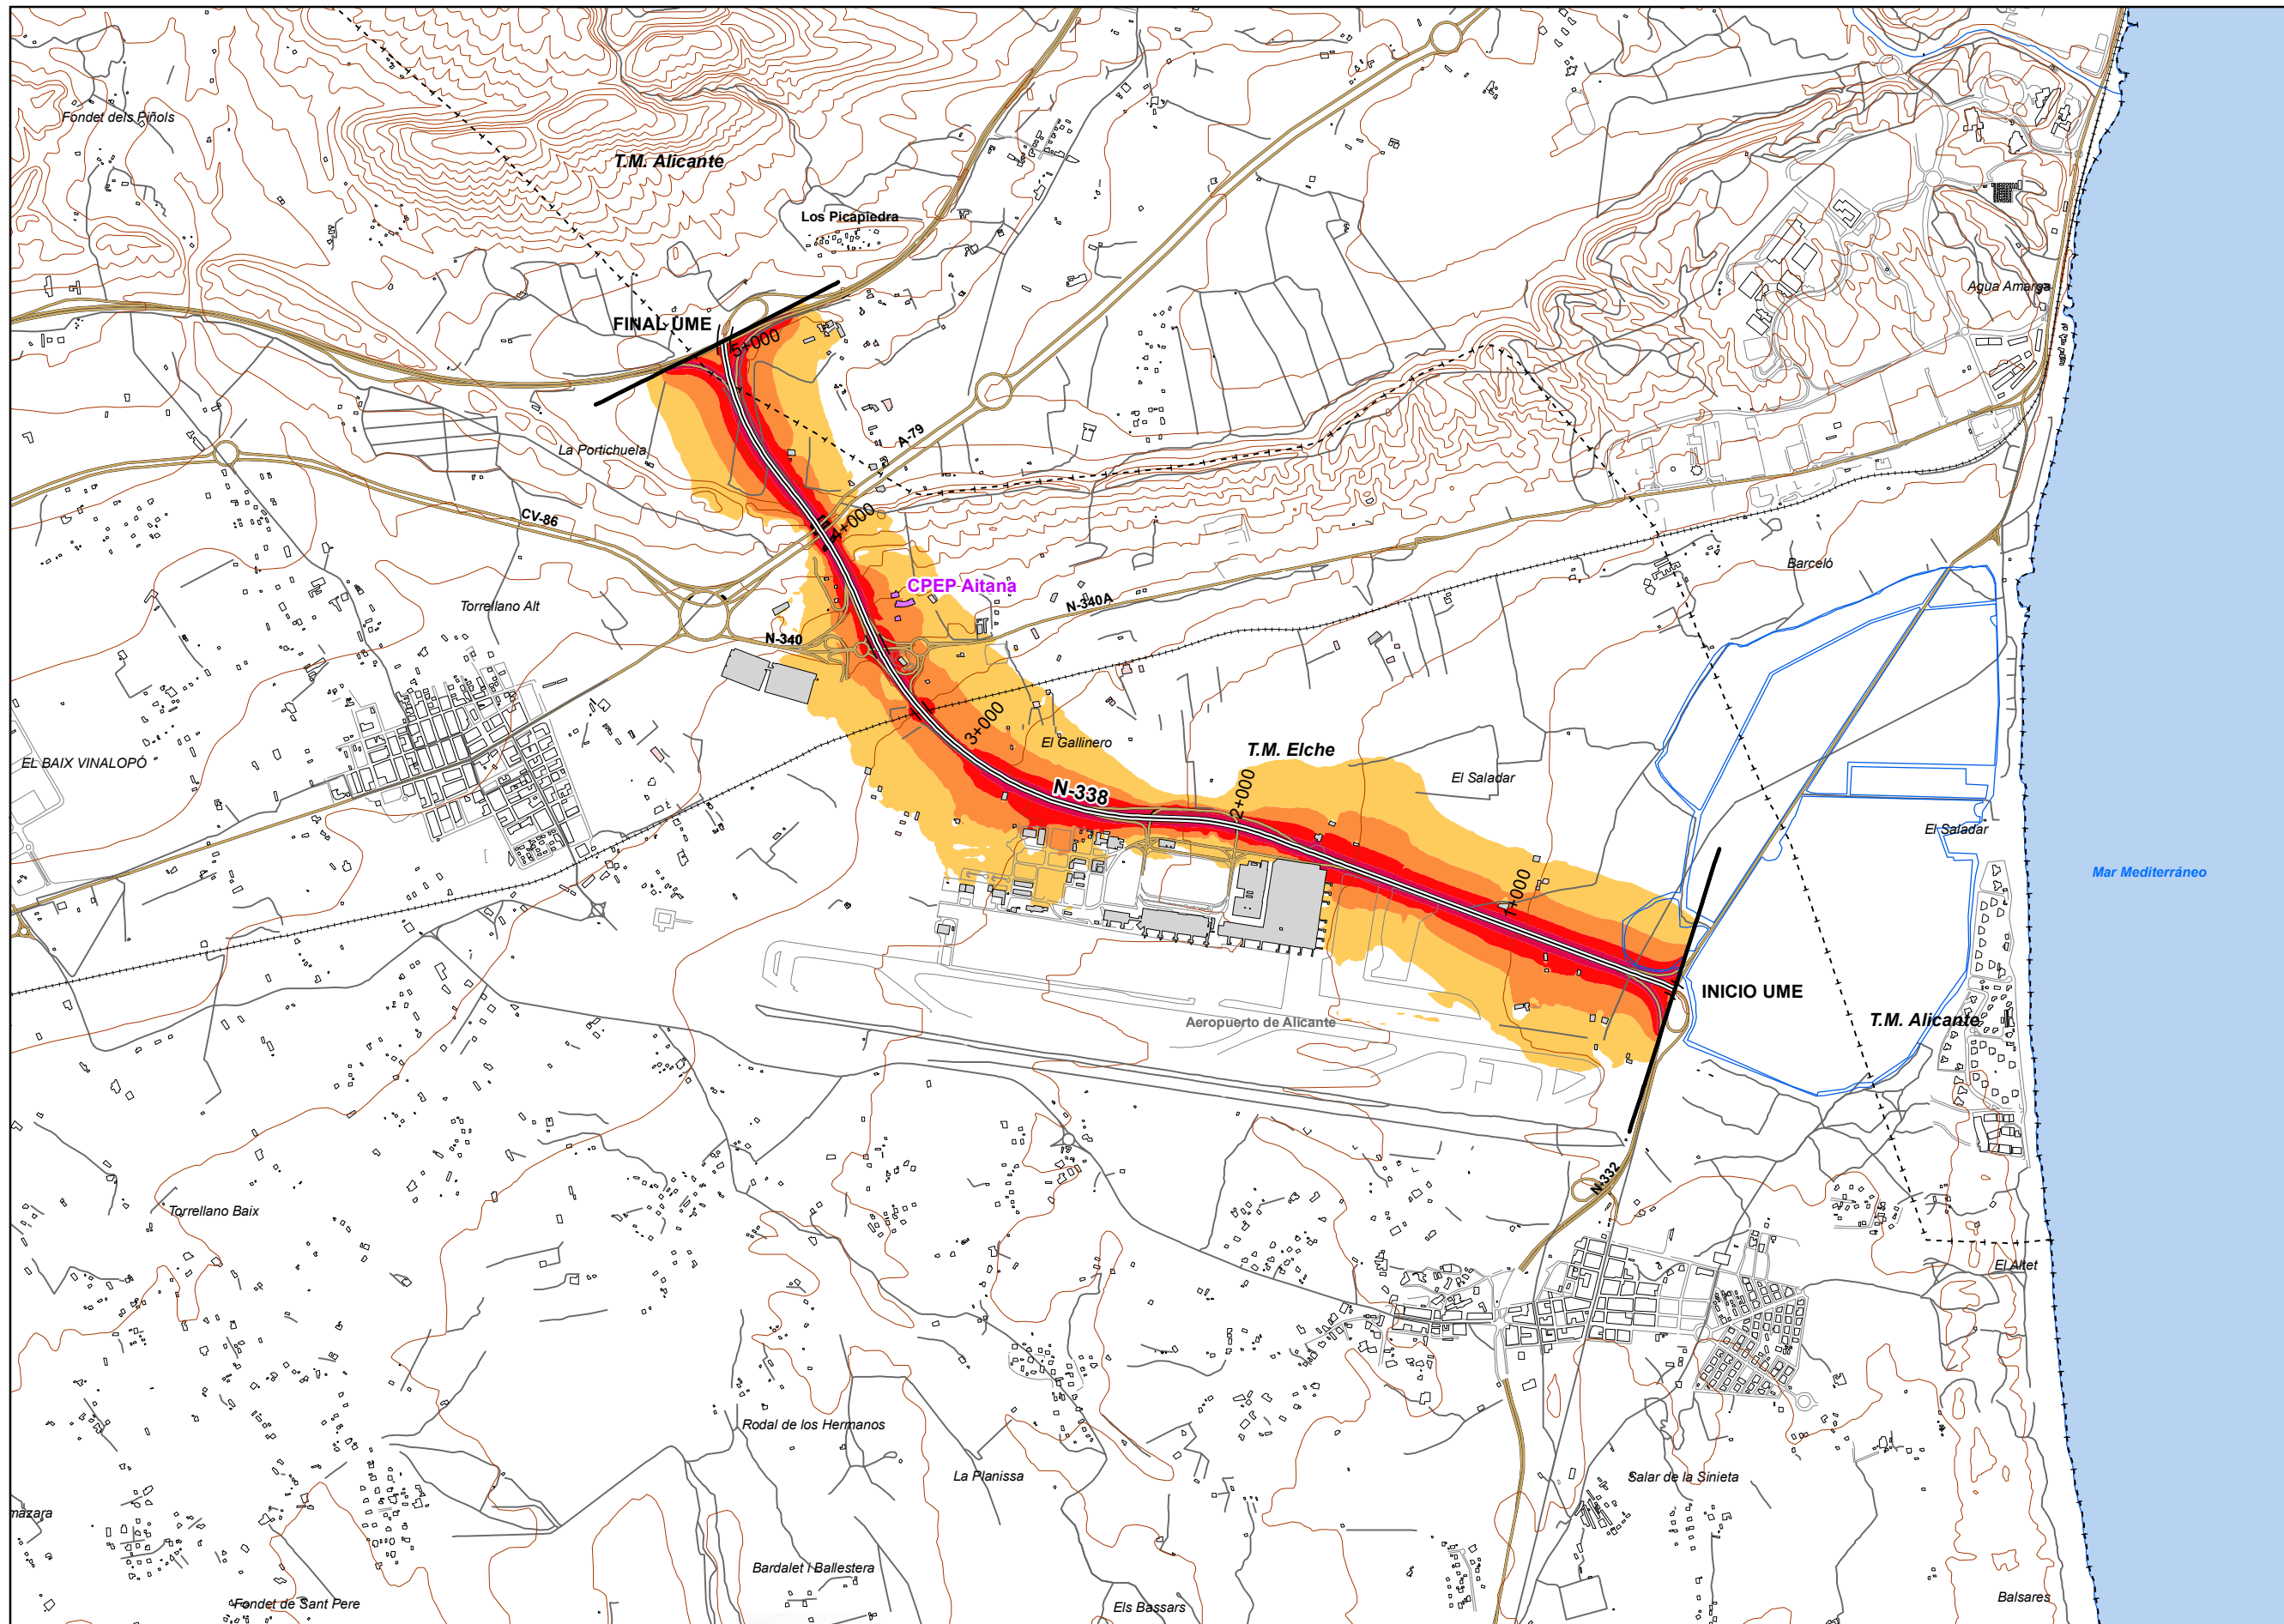 Fondet dels Piñols
T.M. Alicante
Los Picapiedra
Agua Amarga
FINAL UME
5+000
A-79
La Portichuela
CV-86
4+000
Barceló
CPEP Aitana
N-340A
Torrellano Alt
N-340
3+000
El Gallinero
T.M. Elche
EL BAIX VINALOPÓ
El Saladar
N-338
2+000
El Saladar
Mar Mediterráneo
1+000
INICIO UME
Aeropuerto de Alicante
T.M. Alicante
N-332
Torrellano Baix
El Altet
Rodal de los Hermanos
La Planissa
Salar de la Sinieta
mazara
Bardalet i Ballestera
Fondet de Sant Pere
Els Bassars
Balsares